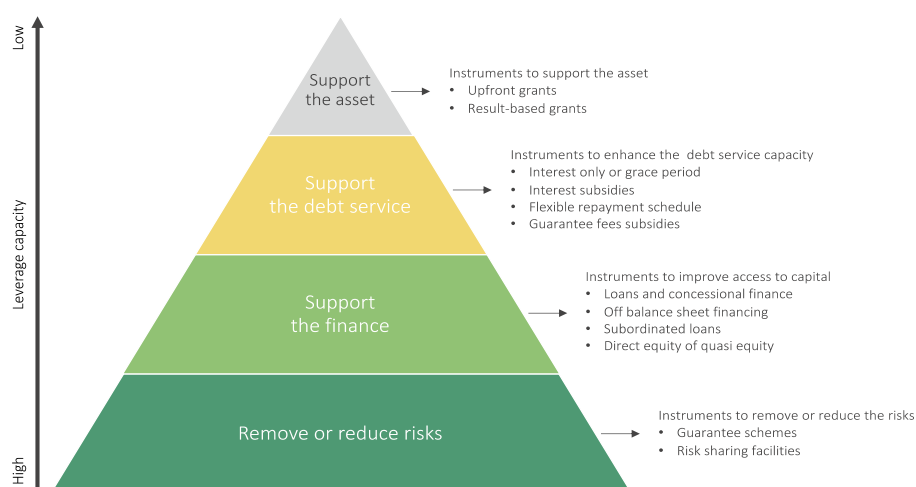 Low
Leverage capacity
High
Support
the asset
Instruments to support the asset
• Upfront grants
• Result-based grants
Support
the debt service
Instruments to enhance the  debt service capacity
• Interest only or grace period
• Interest subsidies
• Flexible repayment schedule
• Guarantee fees subsidies
Support
the finance
Instruments to improve access to capital
• Loans and concessional finance
• Off balance sheet financing
• Subordinated loans
• Direct equity of quasi equity
Remove or reduce risks
Instruments to remove or reduce the risks
• Guarantee schemes
• Risk sharing facilities